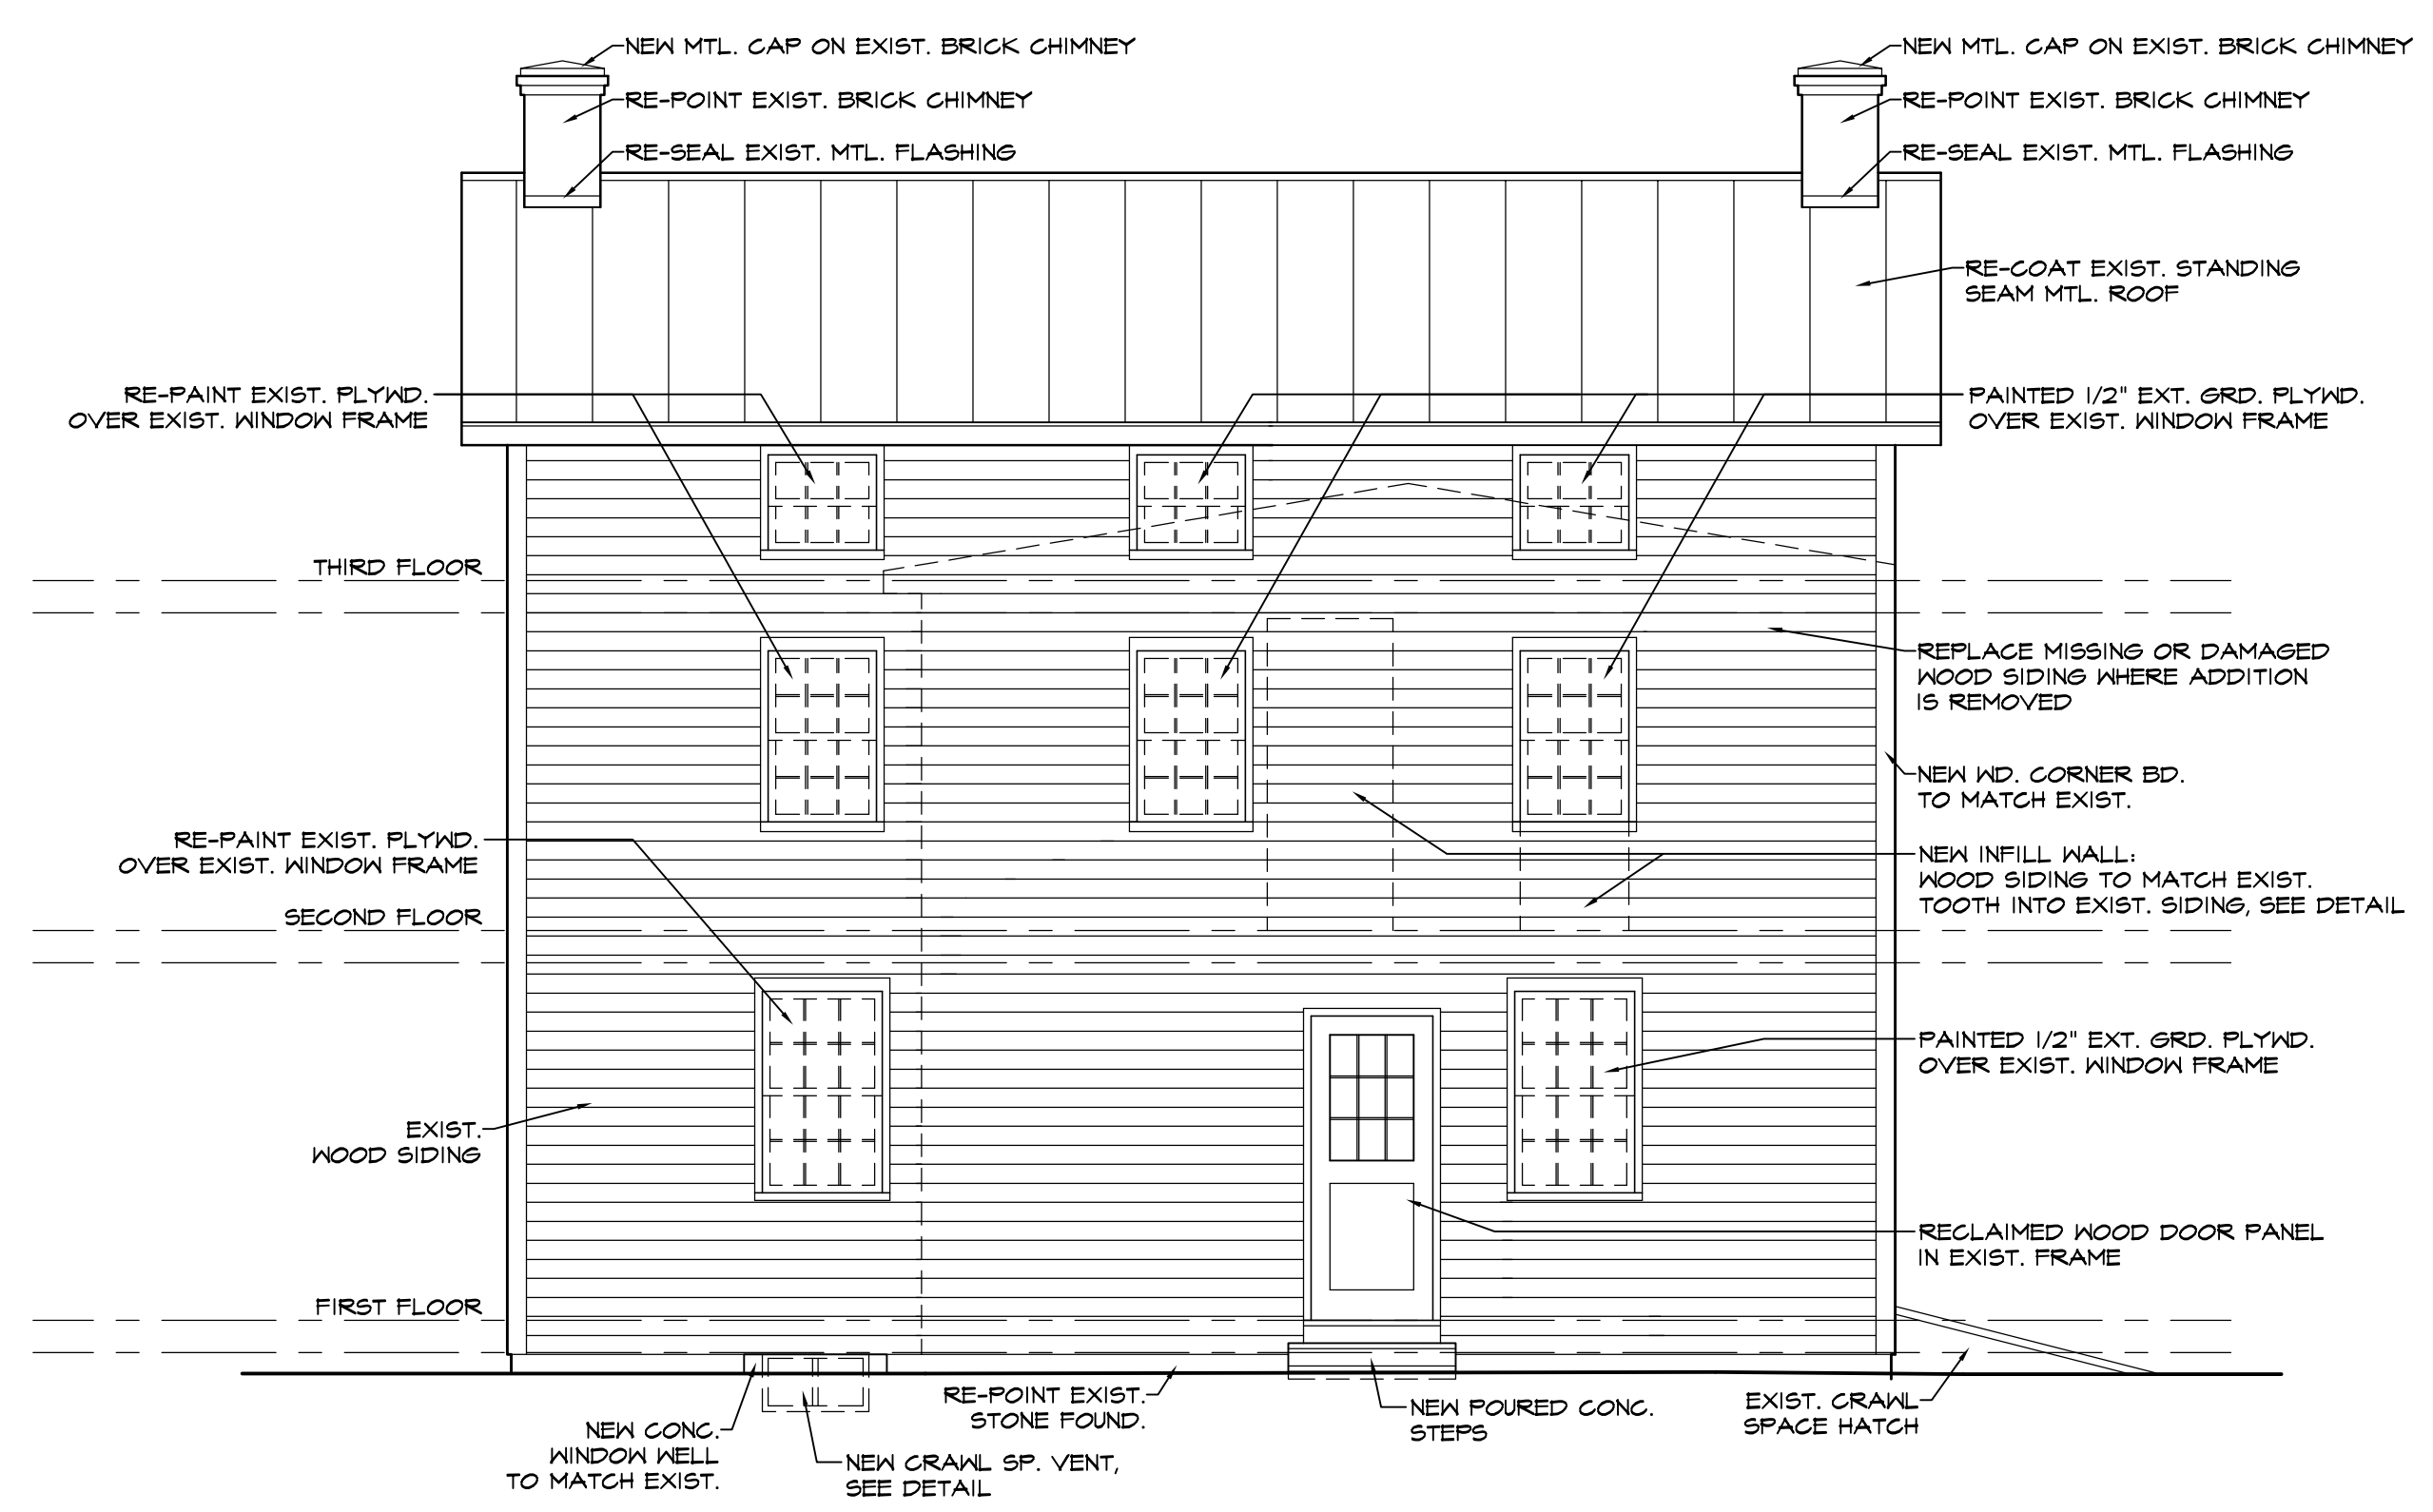 NEW MTL. CAP ON EXIST. BRICK CHIMNEY
RE-POINT EXIST. BRICK CHIMNEY
RE-SEAL EXIST. MTL. FLASHING
NEW MTL. CAP ON EXIST. BRICK CHIMNEY
RE-POINT EXIST. BRICK CHIMNEY
RE-SEAL EXIST. MTL. FLASHING
RE-COAT EXIST. STANDING
SEAM MTL. ROOF
RE-PAINT EXIST. PLYWD.
OVER EXIST. WINDOW FRAME
PAINTED 1/2" EXT. GRD. PLYWD.
OVER EXIST. WINDOW FRAME
THIRD FLOOR
REPLACE MISSING OR DAMAGED
WOOD SIDING WHERE ADDITION
IS REMOVED
NEW WD. CORNER BD.
TO MATCH EXIST.
RE-PAINT EXIST. PLYWD.
OVER EXIST. WINDOW FRAME
NEW INFILL WALL:
WOOD SIDING TO MATCH EXIST.
TOOTH INTO EXIST. SIDING, SEE DETAIL
SECOND FLOOR
PAINTED 1/2" EXT. GRD. PLYWD.
OVER EXIST. WINDOW FRAME
EXIST.
WOOD SIDING
RECLAIMED WOOD DOOR PANEL
IN EXIST. FRAME
FIRST FLOOR
RE-POINT EXIST.
STONE FOUND.
NEW POURED CONC.
STEPS
EXIST. CRAWL
SPACE HATCH
NEW CONC.
WINDOW WELL
TO MATCH EXIST.
NEW CRAWL SP. VENT,
SEE DETAIL